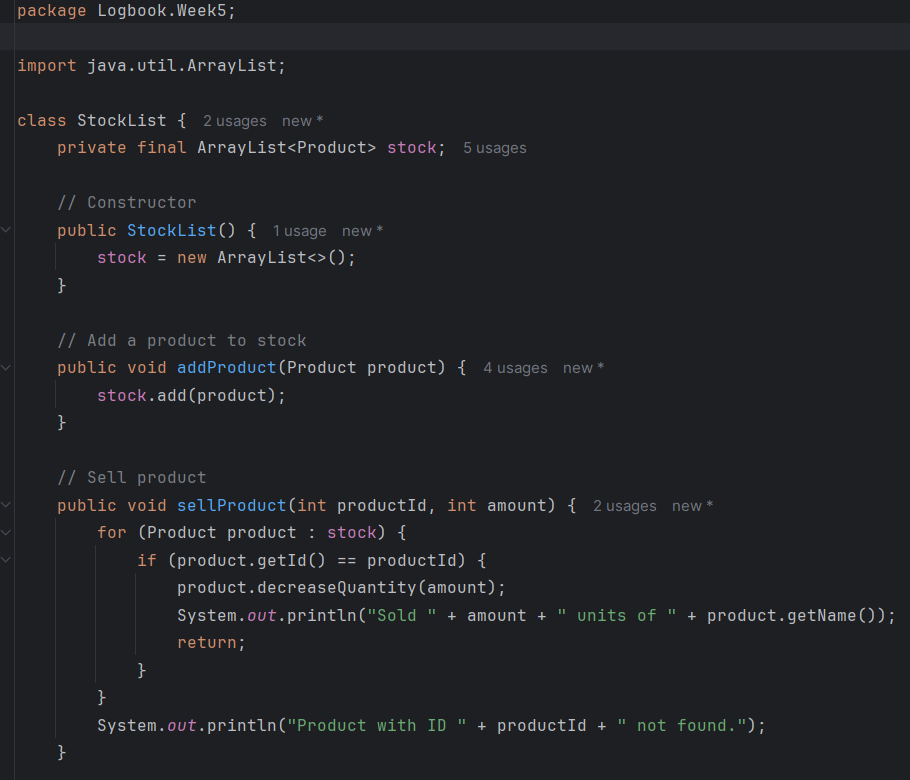 package Logbook.Week5;
import java.util.ArrayList;
class StockList { 2 usages new *
private final ArrayList<Product> stock; 5 usages
// Constructor
public StockList() { 1 usage new *
stock = new ArrayList<>();
}
// Add a product to stock
public void addProduct(Product product) { 4 usages new *
stock.add(product);
}
// Sell product
public void sellProduct(int productId, int amount) { 2 usages new *
for (Product product : stock) {
if (product.getId() == productId) {
product.decreaseQuantity(amount);
System.out.println("Sold " + amount + " units of " + product.getName());
return;
}
}
System.out.println("Product with ID " + productId + " not found.");
}